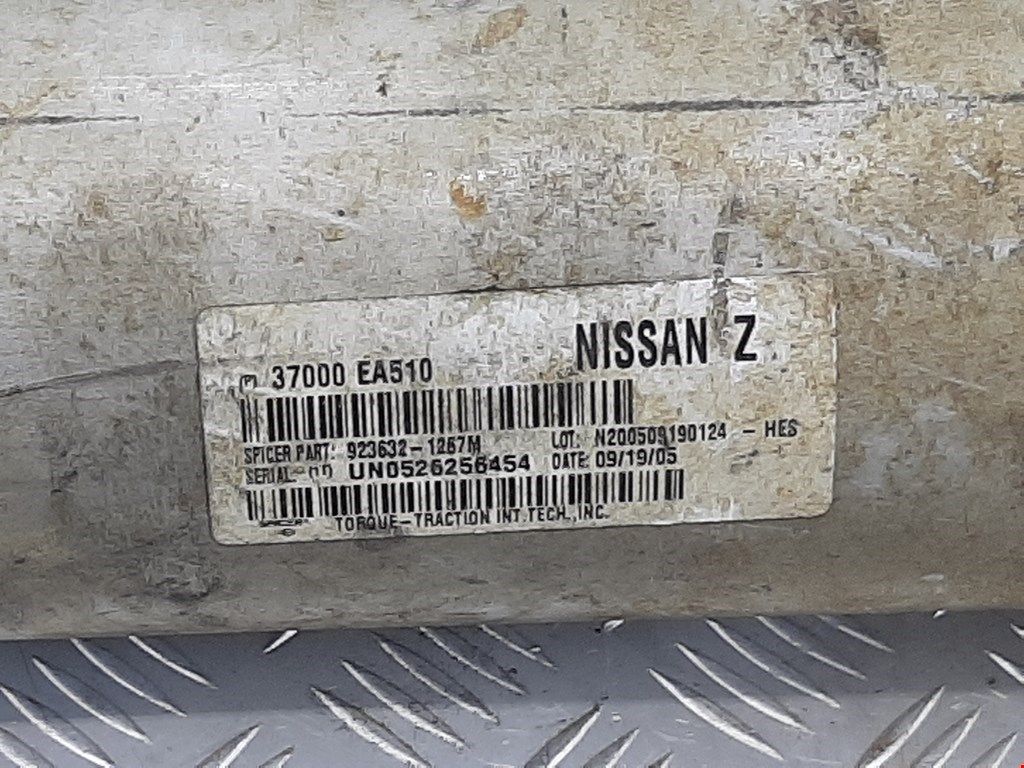 NISSAN Z
(P) 37000 EA510
SPICER PART: 923632-1267M LOT: N200509190124 - HES
SERIAL UN0526256454 DATE: 09/19/05
SPICER TORQUE-TRACTION INT.TECH.,INC.